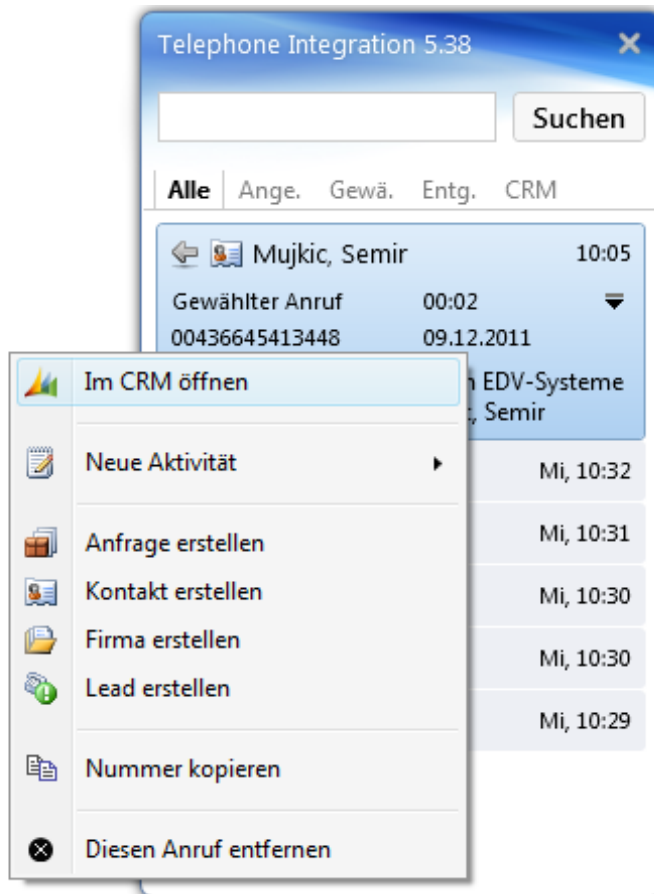 Telephone Integration 5.38
Suchen
Alle Ange. Gewä. Entg. CRM
Mujkic, Semir 10:05
Gewählter Anruf 00:02
00436645413448 09.12.2011
EDV-Systeme
Semir
Mi, 10:32
Mi, 10:31
Mi, 10:30
Mi, 10:30
Mi, 10:29
Im CRM öffnen
Neue Aktivität
Anfrage erstellen
Kontakt erstellen
Firma erstellen
Lead erstellen
Nummer kopieren
Diesen Anruf entfernen